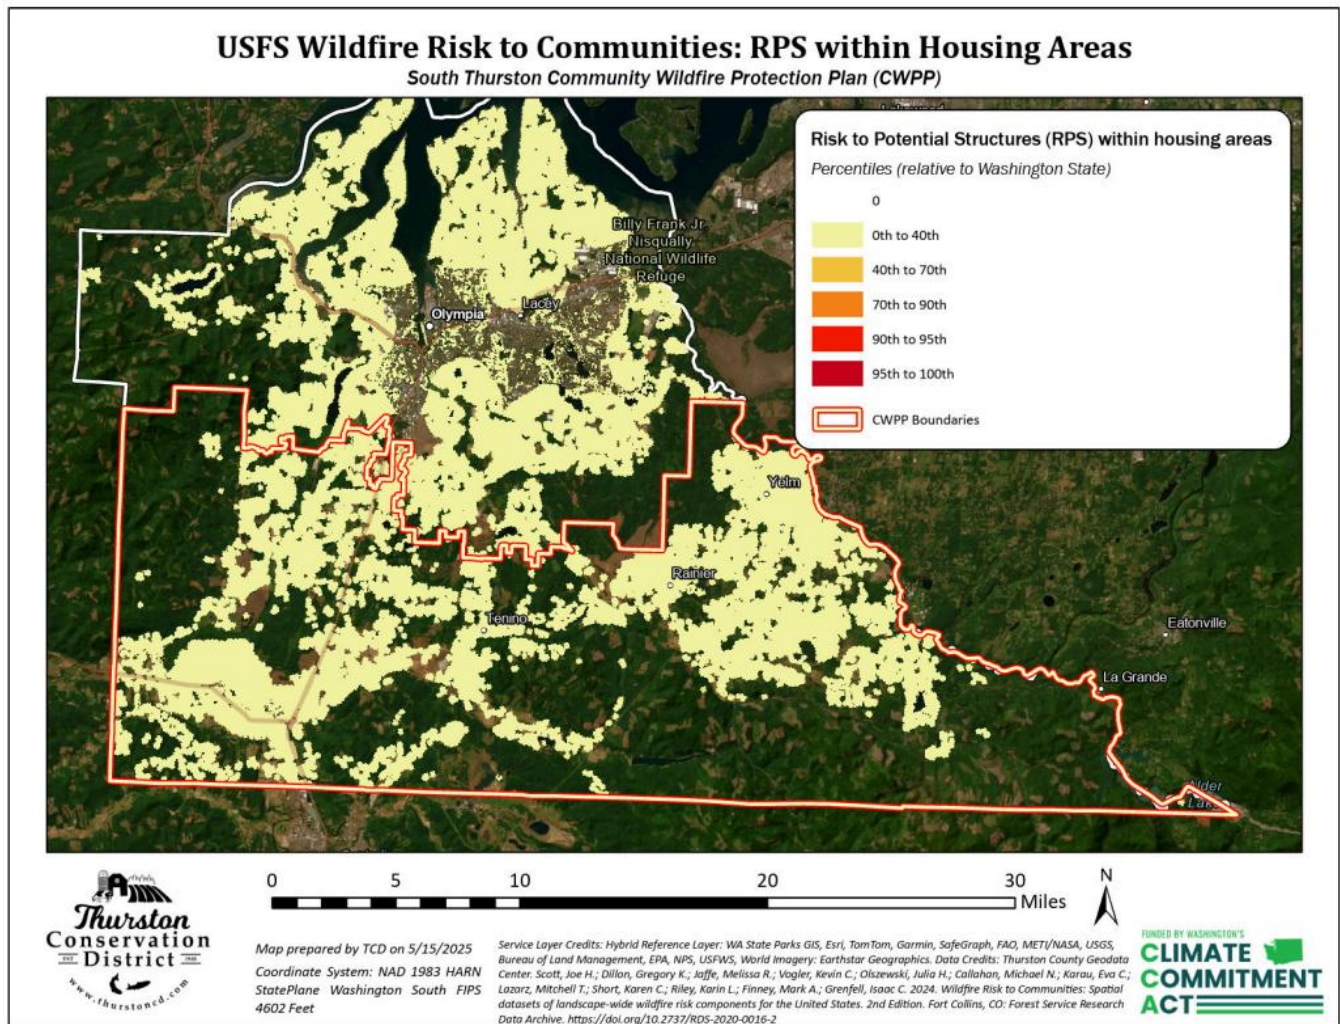 USFS Wildfire Risk to Communities: RPS within Housing Areas
South Thurston Community Wildfire Protection Plan (CWPP)
Risk to Potential Structures (RPS) within housing areas
Percentiles (relative to Washington State)
0
0th to 40th
40th to 70th
70th to 90th
90th to 95th
95th to 100th
CWPP Boundaries
Billy Frank Jr.
Nisqually
National Wildlife
Refuge
Lacey
Olympia
Yelm
Rainier
Tenino
Eatonville
La Grande
Alder
Lake
0 5 10 20 30
Miles
N
Thurston
Conservation
District
www.thurstoncd.com
Map prepared by TCD on 5/15/2025
Coordinate System: NAD 1983 HARN
StatePlane Washington South FIPS
4602 Feet
Service Layer Credits: Hybrid Reference Layer: WA State Parks GIS, Esri, TomTom, Garmin, SafeGraph, FAO, METI/NASA, USGS,
Bureau of Land Management, EPA, NPS, USFWS, World Imagery: Earthstar Geographics. Data Credits: Thurston County Geodata
Center. Scott, Joe H.; Dillon, Gregory K.; Jaffe, Melissa R.; Vogler, Kevin C.; Olszewski, Julia H.; Callahan, Michael N.; Karau, Eva C.;
Lazarz, Mitchell T.; Short, Karen C.; Riley, Karin L.; Finney, Mark A.; Grenfell, Isaac C. 2024. Wildfire Risk to Communities: Spatial
datasets of landscape-wide wildfire risk components for the United States. 2nd Edition. Fort Collins, CO: Forest Service Research
Data Archive. https://doi.org/10.2737/RDS-2020-0016-2
FUNDED BY WASHINGTON'S
CLIMATE
COMMITMENT
ACT